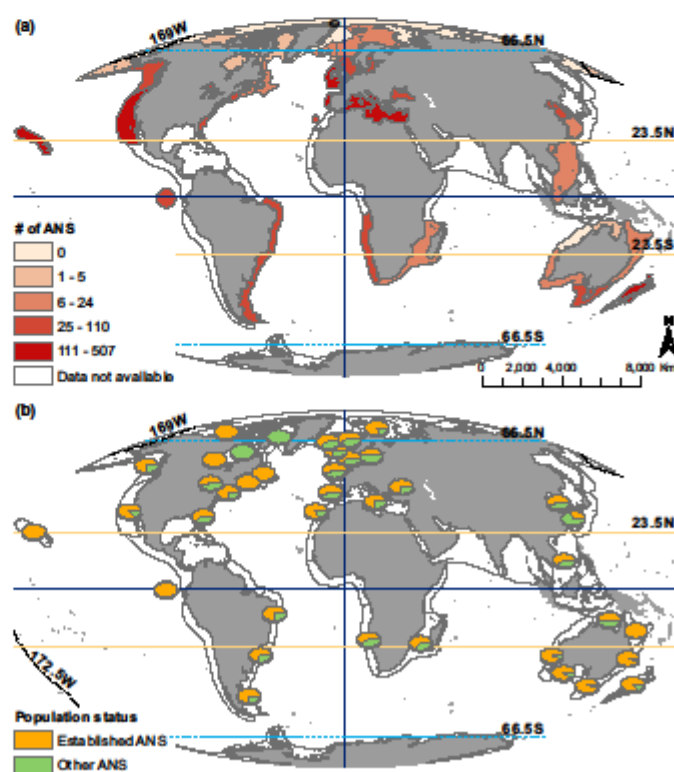 (a)
169W
66.5N
23.5N
# of ANS
0
1 - 5
6 - 24
25 - 110
111 - 507
Data not available
23.5S
66.5S
N
0 2,000 4,000 8,000 Km
(b)
169W
66.5N
23.5N
172.5W
23.5S
Population status
Established ANS
Other ANS
66.5S